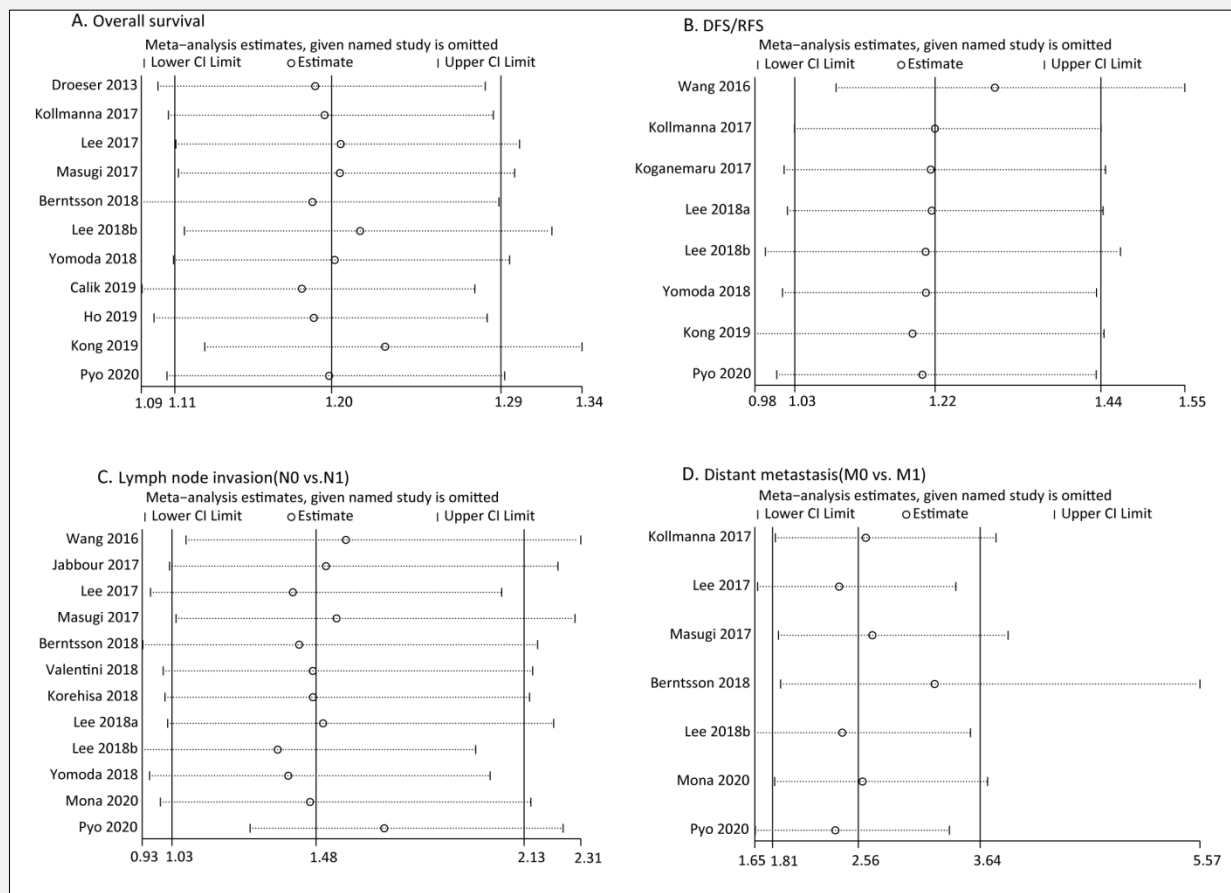 A. Overall survival
Meta−analysis estimates, given named study is omitted
Lower CI Limit Estimate Upper CI Limit
Droeser 2013
Kollmanna 2017
Lee 2017
Masugi 2017
Berntsson 2018
Lee 2018b
Yomoda 2018
Calik 2019
Ho 2019
Kong 2019
Pyo 2020
1.09 1.11 1.20 1.29 1.34
B. DFS/RFS
Meta−analysis estimates, given named study is omitted
Lower CI Limit Estimate Upper CI Limit
Wang 2016
Kollmanna 2017
Koganemaru 2017
Lee 2018a
Lee 2018b
Yomoda 2018
Kong 2019
Pyo 2020
0.98 1.03 1.22 1.44 1.55
C. Lymph node invasion(N0 vs.N1)
Meta−analysis estimates, given named study is omitted
Lower CI Limit Estimate Upper CI Limit
Wang 2016
Jabbour 2017
Lee 2017
Masugi 2017
Berntsson 2018
Valentini 2018
Korehisa 2018
Lee 2018a
Lee 2018b
Yomoda 2018
Mona 2020
Pyo 2020
0.93 1.03 1.48 2.13 2.31
D. Distant metastasis(M0 vs. M1)
Meta−analysis estimates, given named study is omitted
Lower CI Limit Estimate Upper CI Limit
Kollmanna 2017
Lee 2017
Masugi 2017
Berntsson 2018
Lee 2018b
Mona 2020
Pyo 2020
1.65 1.81 2.56 3.64 5.57